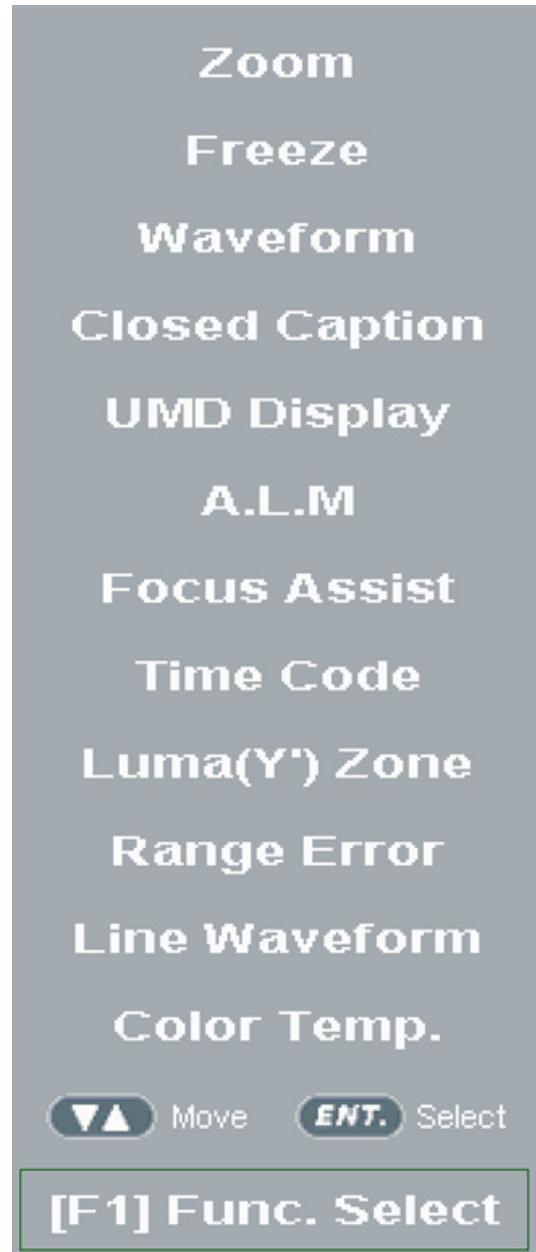 Zoom
Freeze
Waveform
Closed Caption
UMD Display
A.L.M
Focus Assist
Time Code
Luma(Y') Zone
Range Error
Line Waveform
Color Temp.
▼▲ Move ENT. Select
[F1] Func. Select